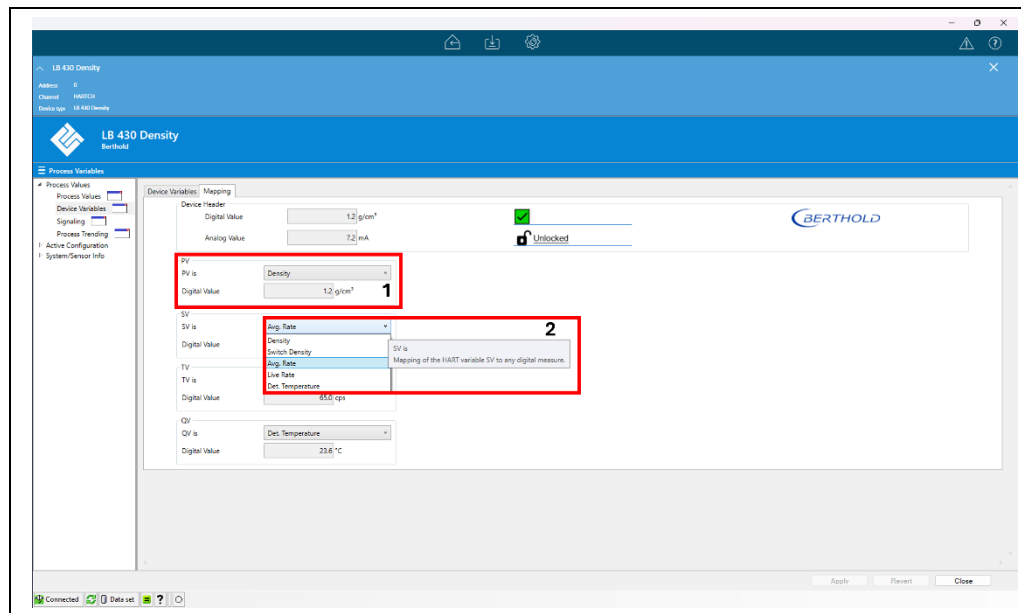 LB 430 Density
Address 0
Channel HARTCH
Device type LB 430 Density
LB 430 Density
Berthold
Process Variables
Process Values
Process Values
Device Variables
Signaling
Process Trending
Active Configuration
System/Sensor Info
Device Variables Mapping
Device Header
Digital Value 1.2 g/cm³
Unlocked
Analog Value 7.2 mA
BERTHOLD
PV
PV is Density
Digital Value 1.2 g/cm³ 1
SV
SV is Avg. Rate 2
Digital Value
Density
Switch Density
Avg. Rate
Live Rate
Det. Temperature
SV is
Mapping of the HART variable SV to any digital measure.
TV
TV is
Digital Value 65.0 cps
QV
QV is Det. Temperature
Digital Value 23.6 °C
Apply Revert Close
Connected Data set ?